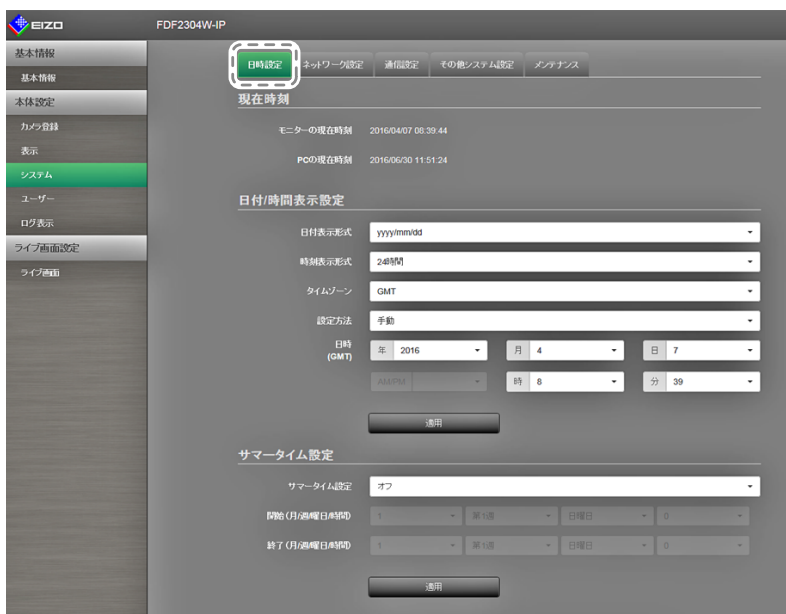 EIZO FDF2304W-IP
基本情報
基本情報
本体設定
カメラ登録
表示
システム
ユーザー
ログ表示
ライブ画面設定
ライブ画面
日時設定 ネットワーク設定 通信設定 その他システム設定 メンテナンス
現在時刻
モニターの現在時刻 2016/04/07 08:39:44
PCの現在時刻 2016/06/30 11:51:24
日付/時間表示設定
日付表示形式 yyyy/mm/dd
時刻表示形式 24時間
タイムゾーン GMT
設定方法 手動
日時 年 2016 月 4 日 7
(GMT)
AM/PM 時 8 分 39
適用
サマータイム設定
サマータイム設定 オフ
開始（月/週/曜日/時間） 1 第1週 日曜日 0
終了（月/週/曜日/時間） 1 第1週 日曜日 0
適用